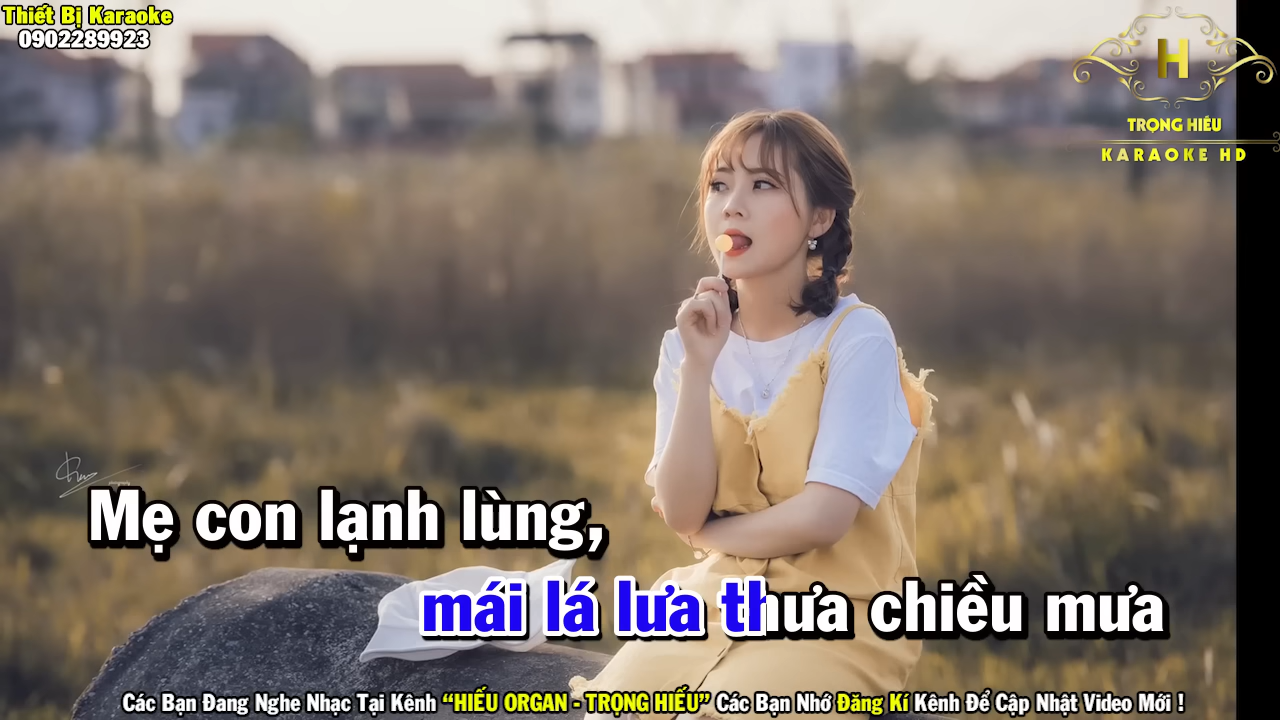 Thiết Bị Karaoke
0902289923
H
TRỌNG HIẾU
KARAOKE HD
Mẹ con lạnh lùng,
mái lá lưa thưa chiều mưa
Các Bạn Đang Nghe Nhạc Tại Kênh “HIẾU ORGAN - TRỌNG HIẾU” Các Bạn Nhớ Đăng Kí Kênh Để Cập Nhật Video Mới !